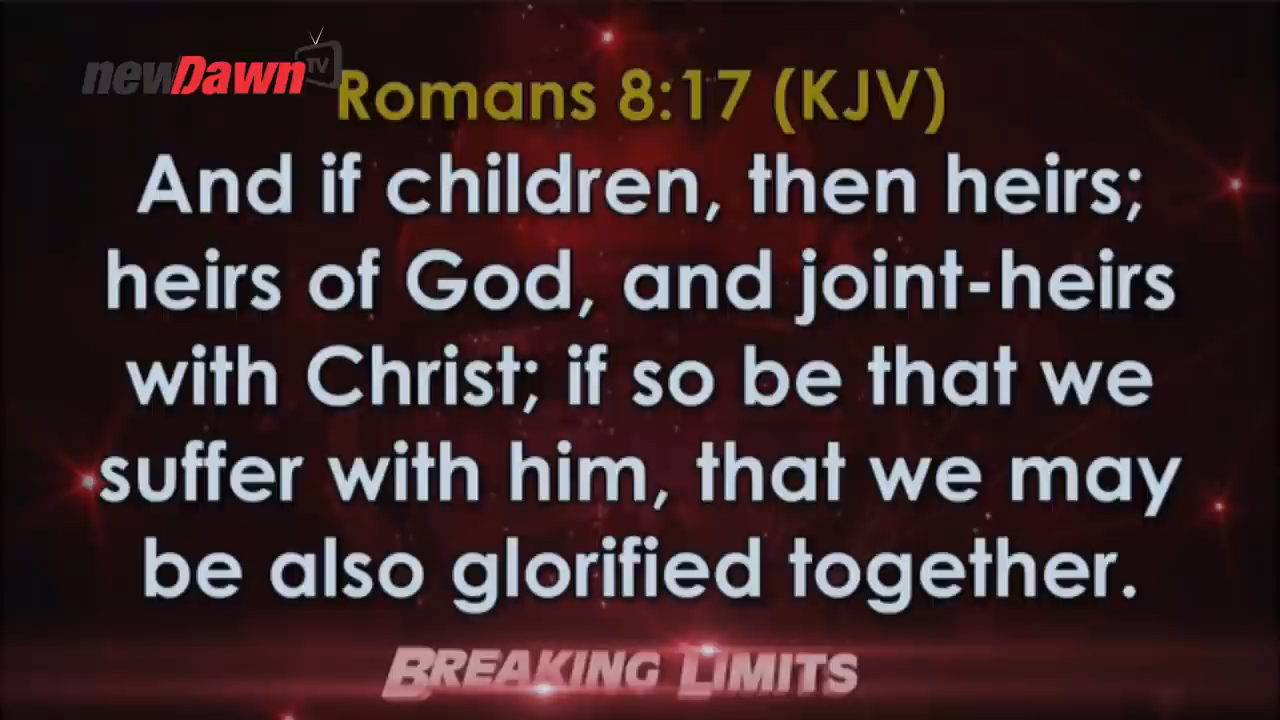 newDawn TV
Romans 8:17 (KJV)
And if children, then heirs;
heirs of God, and joint-heirs
with Christ; if so be that we
suffer with him, that we may
be also glorified together.
BREAKING LIMITS